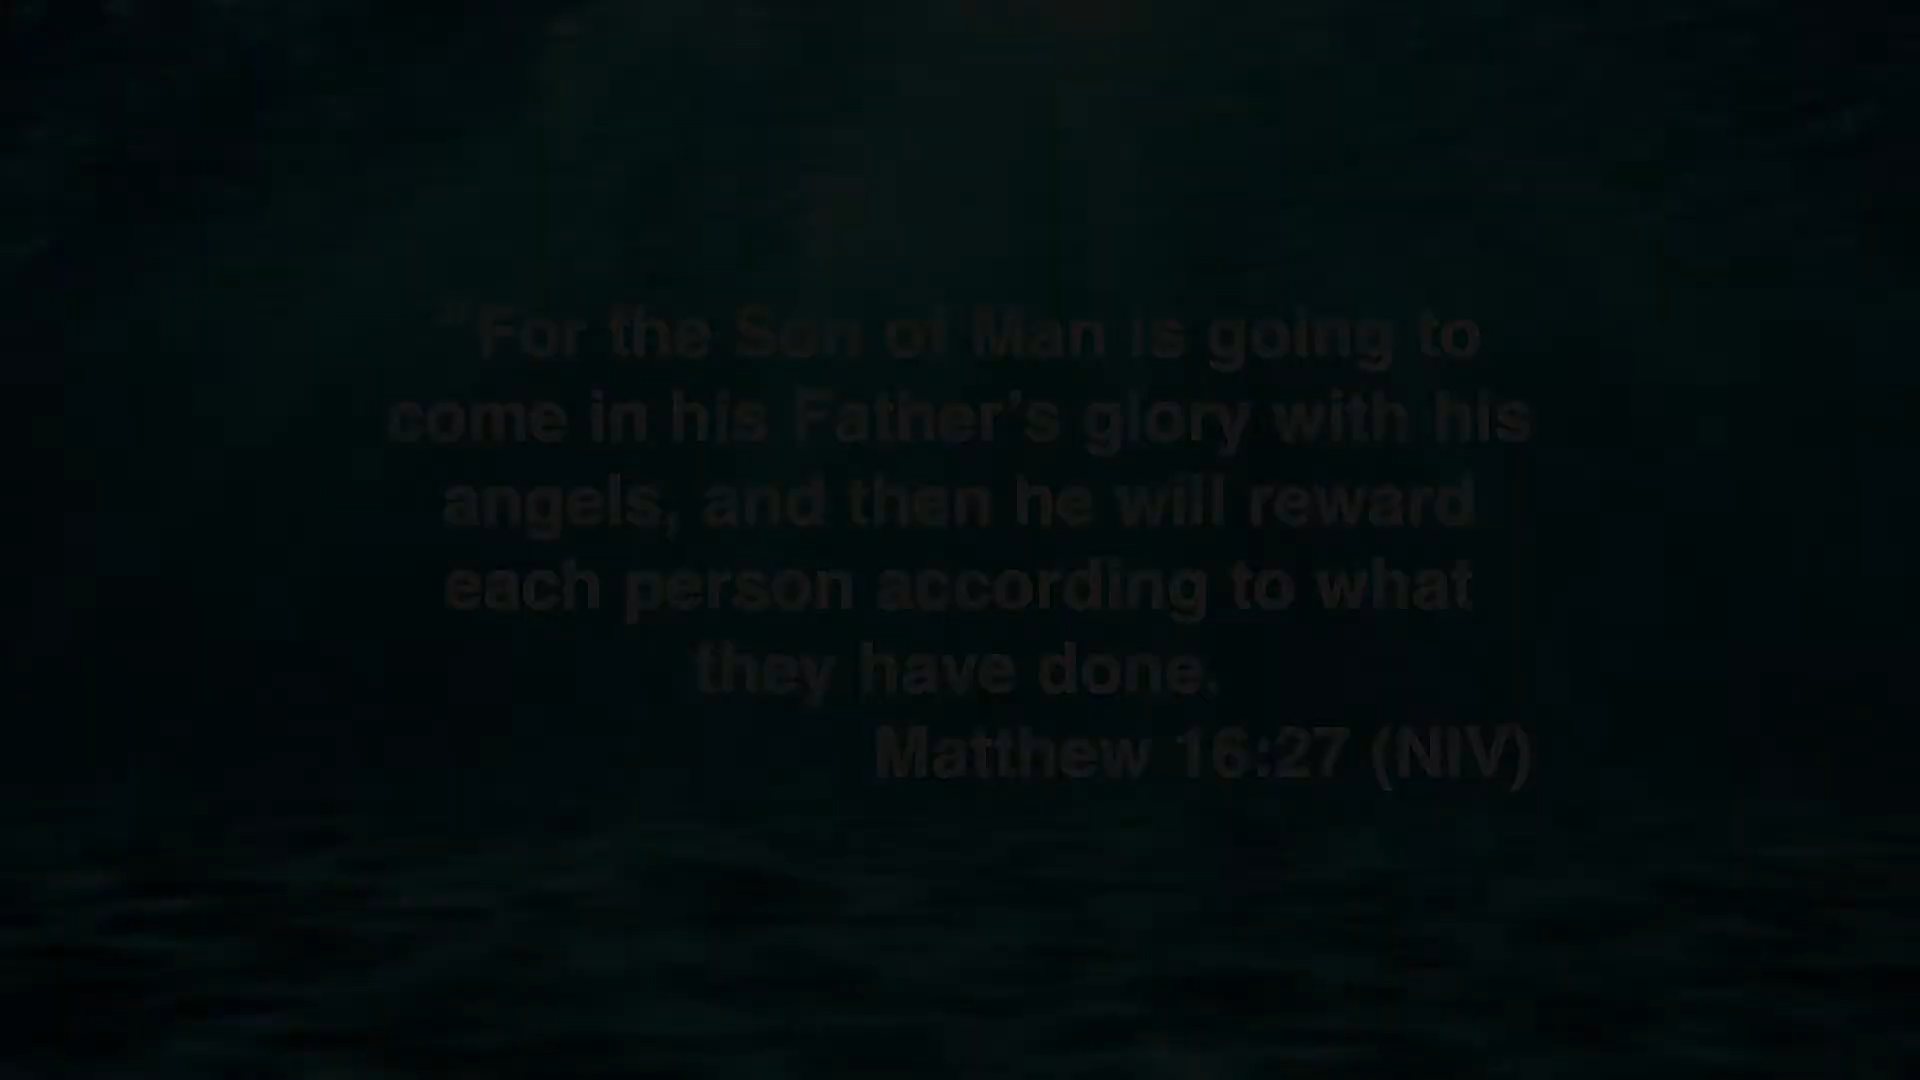 "For the Son of Man is going to
come in his Father's glory with his
angels, and then he will reward
each person according to what
they have done.
Matthew 16:27 (NIV)